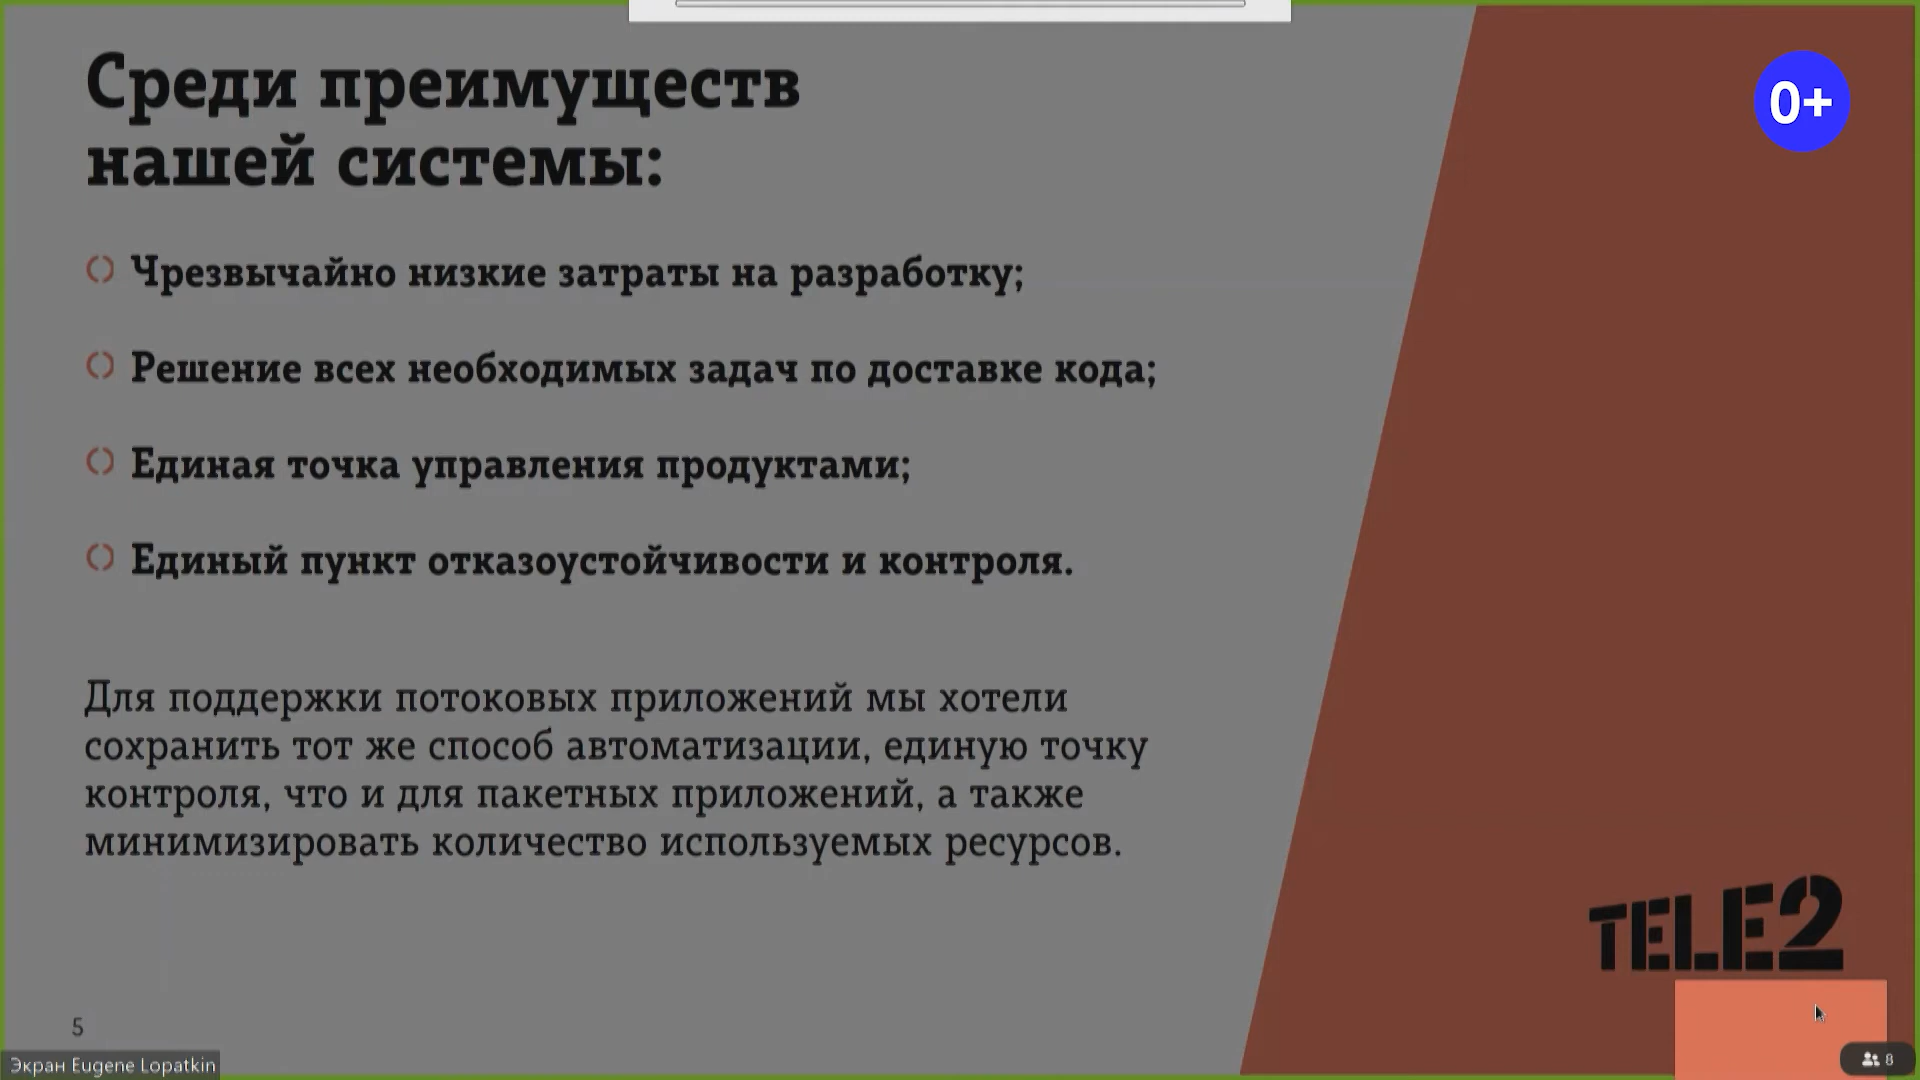 Среди преимуществ
нашей системы:
0+
Чрезвычайно низкие затраты на разработку;
Решение всех необходимых задач по доставке кода;
Единая точка управления продуктами;
Единый пункт отказоустойчивости и контроля.
Для поддержки потоковых приложений мы хотели
сохранить тот же способ автоматизации, единую точку
контроля, что и для пакетных приложений, а также
минимизировать количество используемых ресурсов.
TELE2
5
Экран Eugene Lopatkin
8